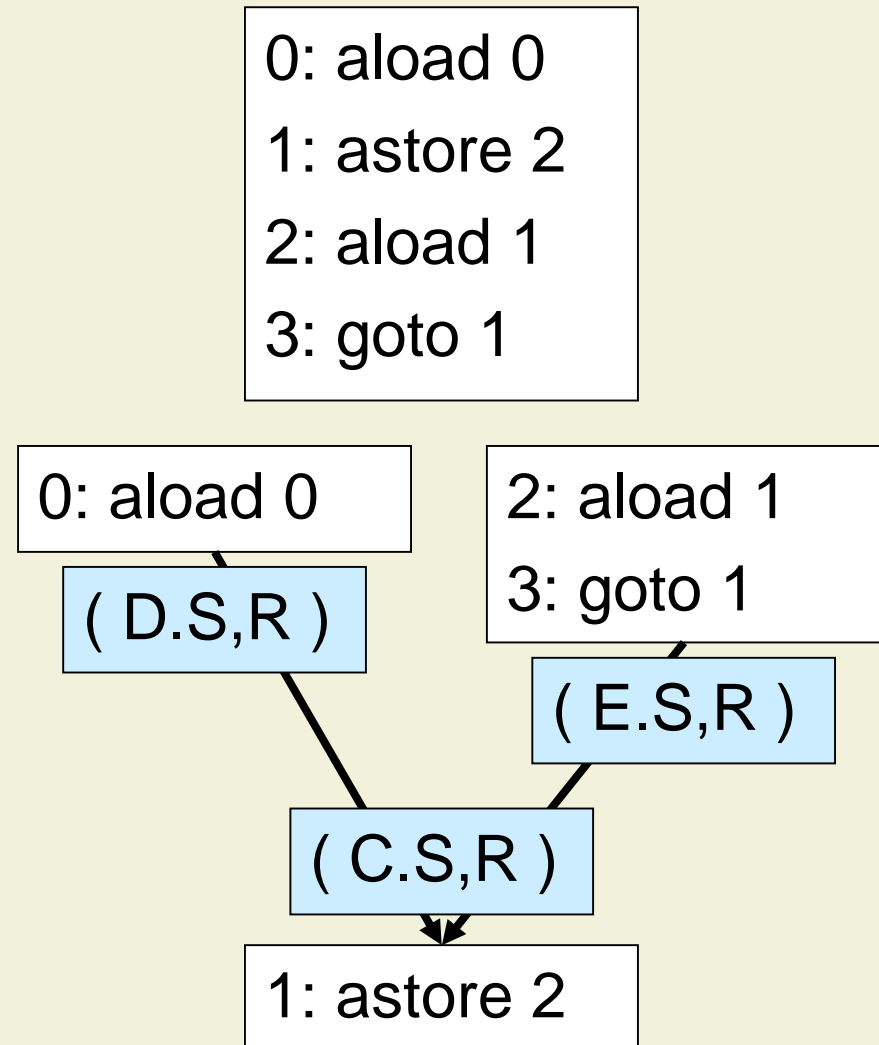 0: aload 0
1: astore 2
2: aload 1
3: goto 1
0: aload 0
2: aload 1
3: goto 1
( D.S,R )
( E.S,R )
( C.S,R )
1: astore 2